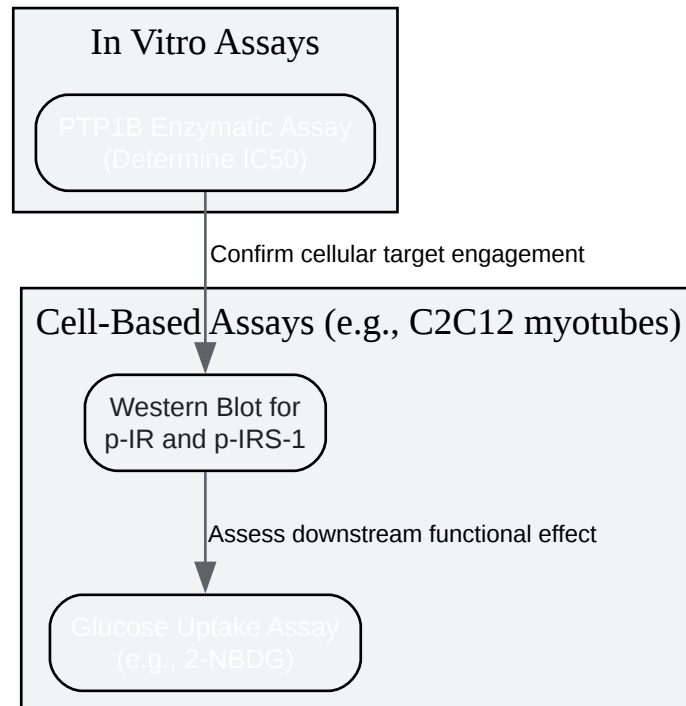 In Vitro Assays
PTP1B Enzymatic Assay
(Determine IC50)
Confirm cellular target engagement
Cell-Based Assays (e.g., C2C12 myotubes)
Western Blot for
p-IR and p-IRS-1
Assess downstream functional effect
Glucose Uptake Assay
(e.g., 2-NBDG)